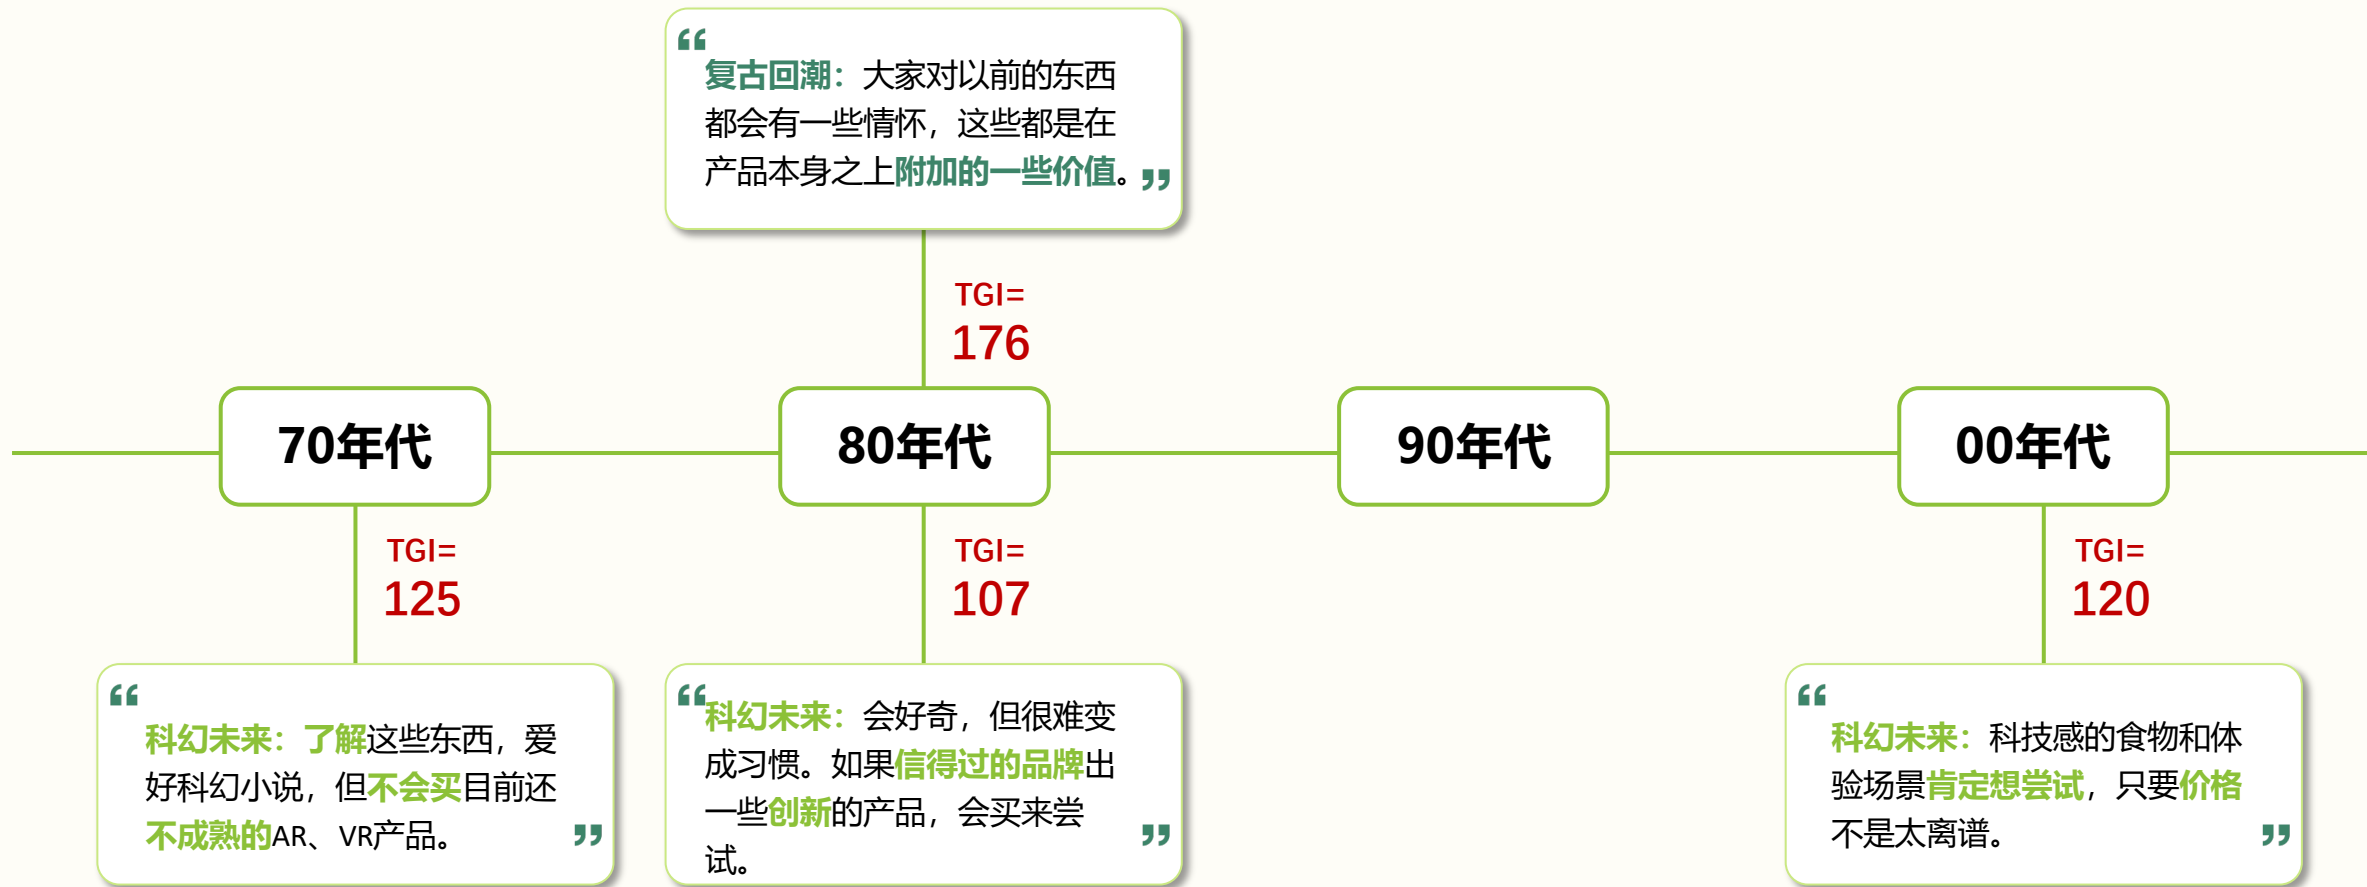 “
复古回潮：大家对以前的东西
都会有一些情怀，这些都是在
产品本身之上附加的一些价值。
”
TGI=
176
70年代
80年代
90年代
00年代
TGI=
125
TGI=
107
TGI=
120
“
科幻未来：了解这些东西，爱
好科幻小说，但不会买目前还
不成熟的AR、VR产品。
”
“
科幻未来：会好奇，但很难变
成习惯。如果信得过的品牌出
一些创新的产品，会买来尝
试。
”
“
科幻未来：科技感的食物和体
验场景肯定想尝试，只要价格
不是太离谱。
”